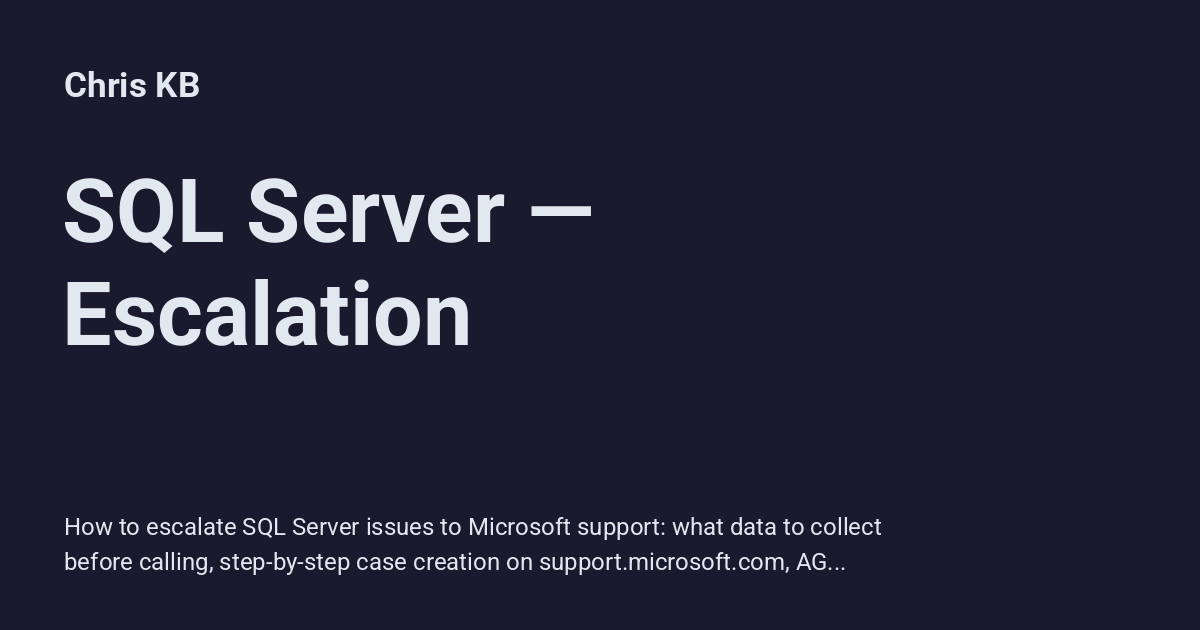 Chris KB
SQL Server —
Escalation
How to escalate SQL Server issues to Microsoft support: what data to collect
before calling, step-by-step case creation on support.microsoft.com, AG...